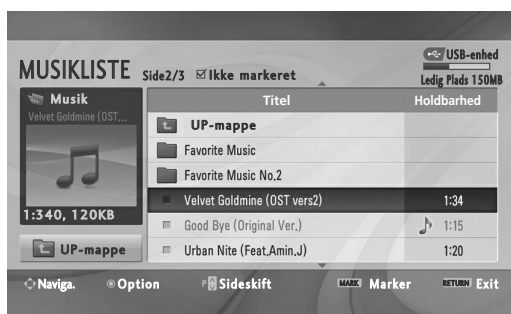 MUSIKLISTE Side2/3 Ikke markeret
USB-enhed
Ledig Plads 150MB
Musik
Velvet Goldmine (OST...
1:340, 120KB
UP-mappe
Titel Holdbarhed
UP-mappe
Favorite Music
Favorite Music No,2
Velvet Goldmine (OST vers2) 1:34
Good Bye (Original Ver.) 1:15
Urban Nite (Feat,Amin,J) 1:20
Naviga. Option P Sideskift MARK Marker RETURN Exit